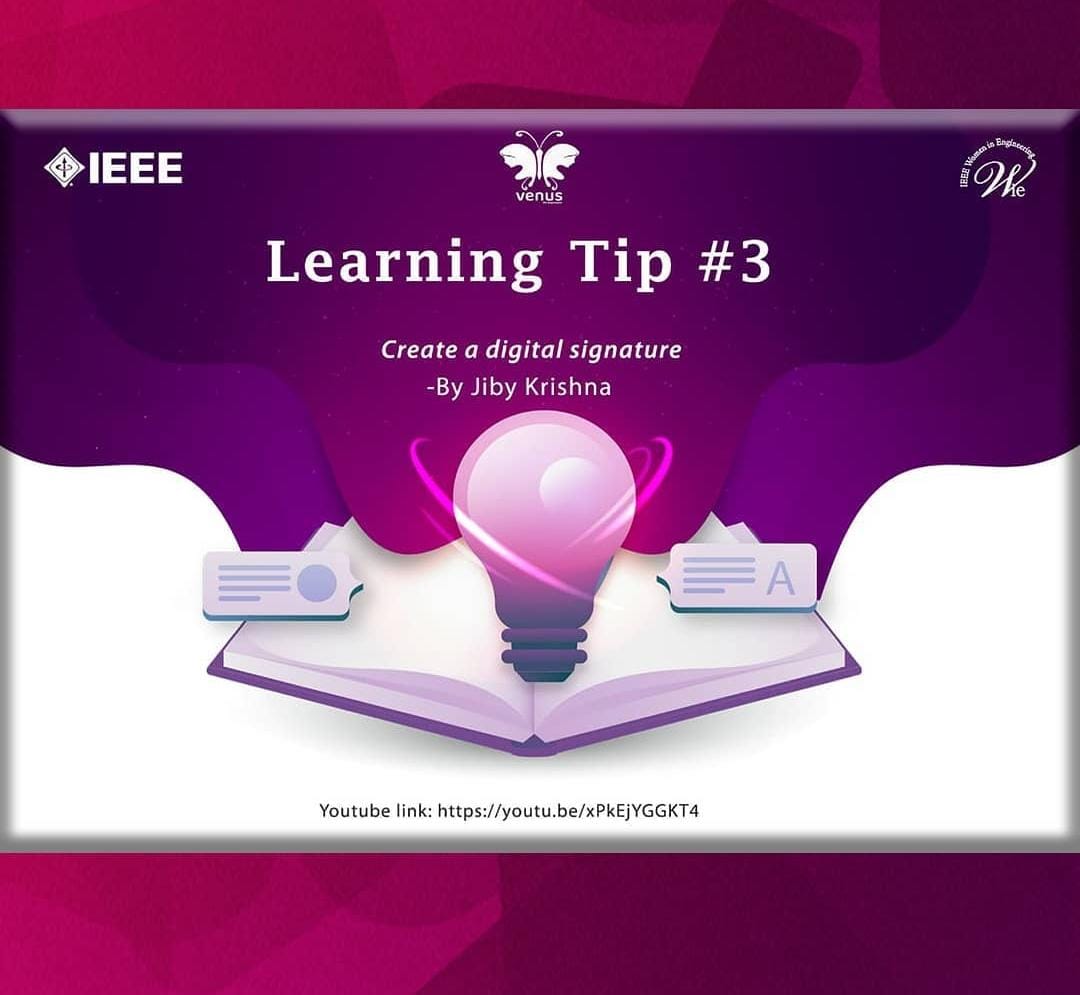 IEEE
venus
IEEE Women in Engineering
WIe
Learning Tip #3
Create a digital signature
-By Jiby Krishna
A
Youtube link: https://youtu.be/xPkEjYGGKT4